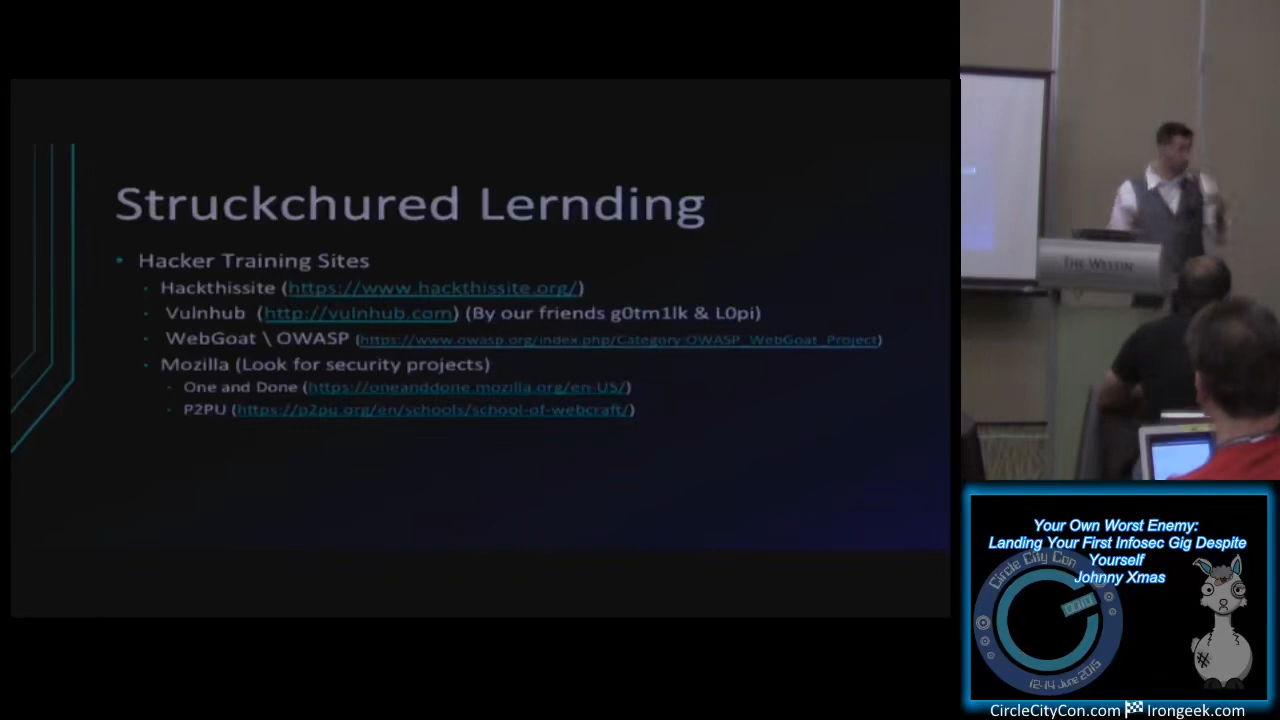 Struckchured Lernding
Hacker Training Sites
Hackthissite (https://www.hackthissite.org/)
Vulnhub (http://vulnhub.com) (By our friends g0tm1lk & L0pi)
WebGoat \ OWASP (https://www.owasp.org/index.php/Category:OWASP_WebGoat_Project)
Mozilla (Look for security projects)
One and Done (https://oneanddone.mozilla.org/en-US/)
P2PU (https://p2pu.org/en/schools/school-of-webcraft/)
THE WESTIN
Your Own Worst Enemy:
Landing Your First Infosec Gig Despite
Yourself
Johnny Xmas
Circle City Con
12-14 June 2015
CircleCityCon.com Irongeek.com